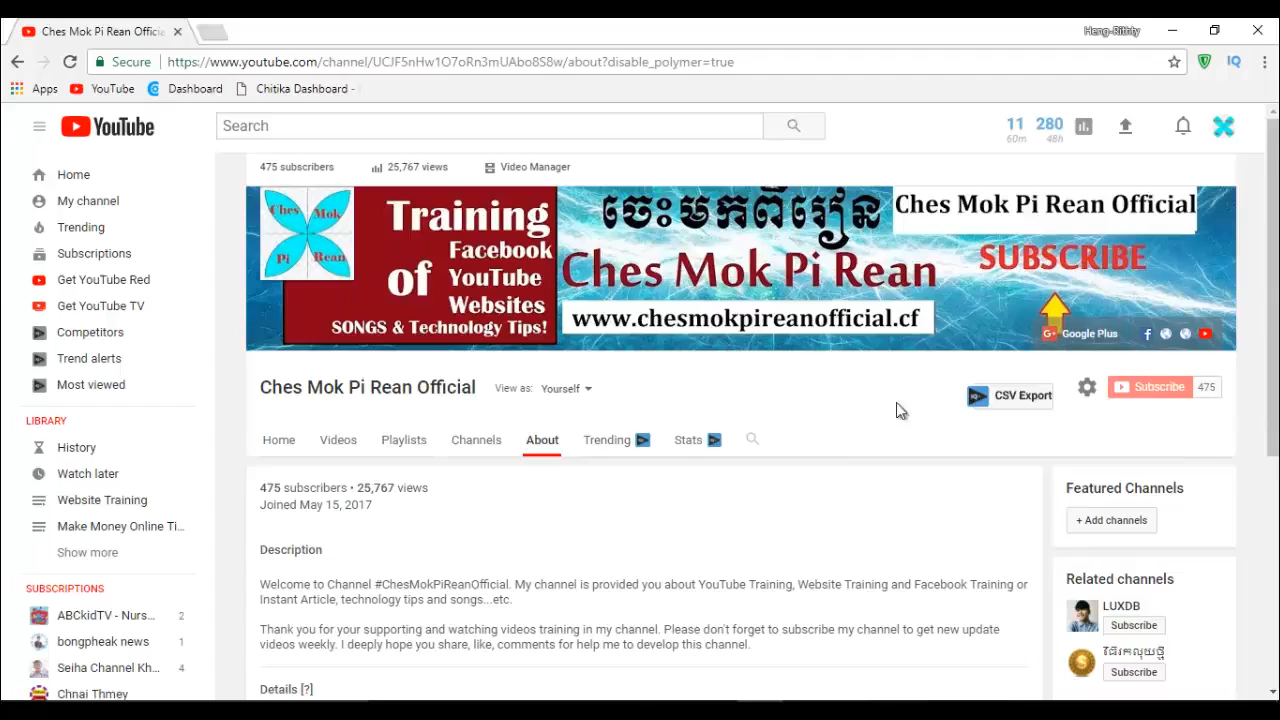 Ches Mok Pi Rean Officia
Heng-Rithty
Secure
https://www.youtube.com/channel/UCJF5nHw1O7oRn3mUAbo8S8w/about?disable_polymer=true
IQ
Apps
YouTube
Dashboard
Chitika Dashboard -
YouTube
Search
11
60m
280
48h
Home
My channel
Trending
Subscriptions
Get YouTube Red
Get YouTube TV
Competitors
Trend alerts
Most viewed
LIBRARY
History
Watch later
Website Training
Make Money Online Ti...
Show more
SUBSCRIPTIONS
ABCkidTV - Nurs... 2
bongpheak news 1
Seiha Channel Kh... 4
Chnai Thmey
475 subscribers
25,767 views
Video Manager
Ches Mok
Pi Rean
Training
of
Facebook
YouTube
Websites
SONGS & Technology Tips!
ចេះមកពីរៀន
Ches Mok Pi Rean
www.chesmokpireanofficial.cf
Ches Mok Pi Rean Official
SUBSCRIBE
G+ Google Plus
Ches Mok Pi Rean Official
View as: Yourself
CSV Export
Subscribe 475
Home
Videos
Playlists
Channels
About
Trending
Stats
475 subscribers • 25,767 views
Joined May 15, 2017
Description
Welcome to Channel #ChesMokPiReanOfficial. My channel is provided you about YouTube Training, Website Training and Facebook Training or
Instant Article, technology tips and songs...etc.
Thank you for your supporting and watching videos training in my channel. Please don't forget to subscribe my channel to get new update
videos weekly. I deeply hope you share, like, comments for help me to develop this channel.
Details [?]
Featured Channels
+ Add channels
Related channels
LUXDB
Subscribe
វិធីរកលុយថ្មី
Subscribe